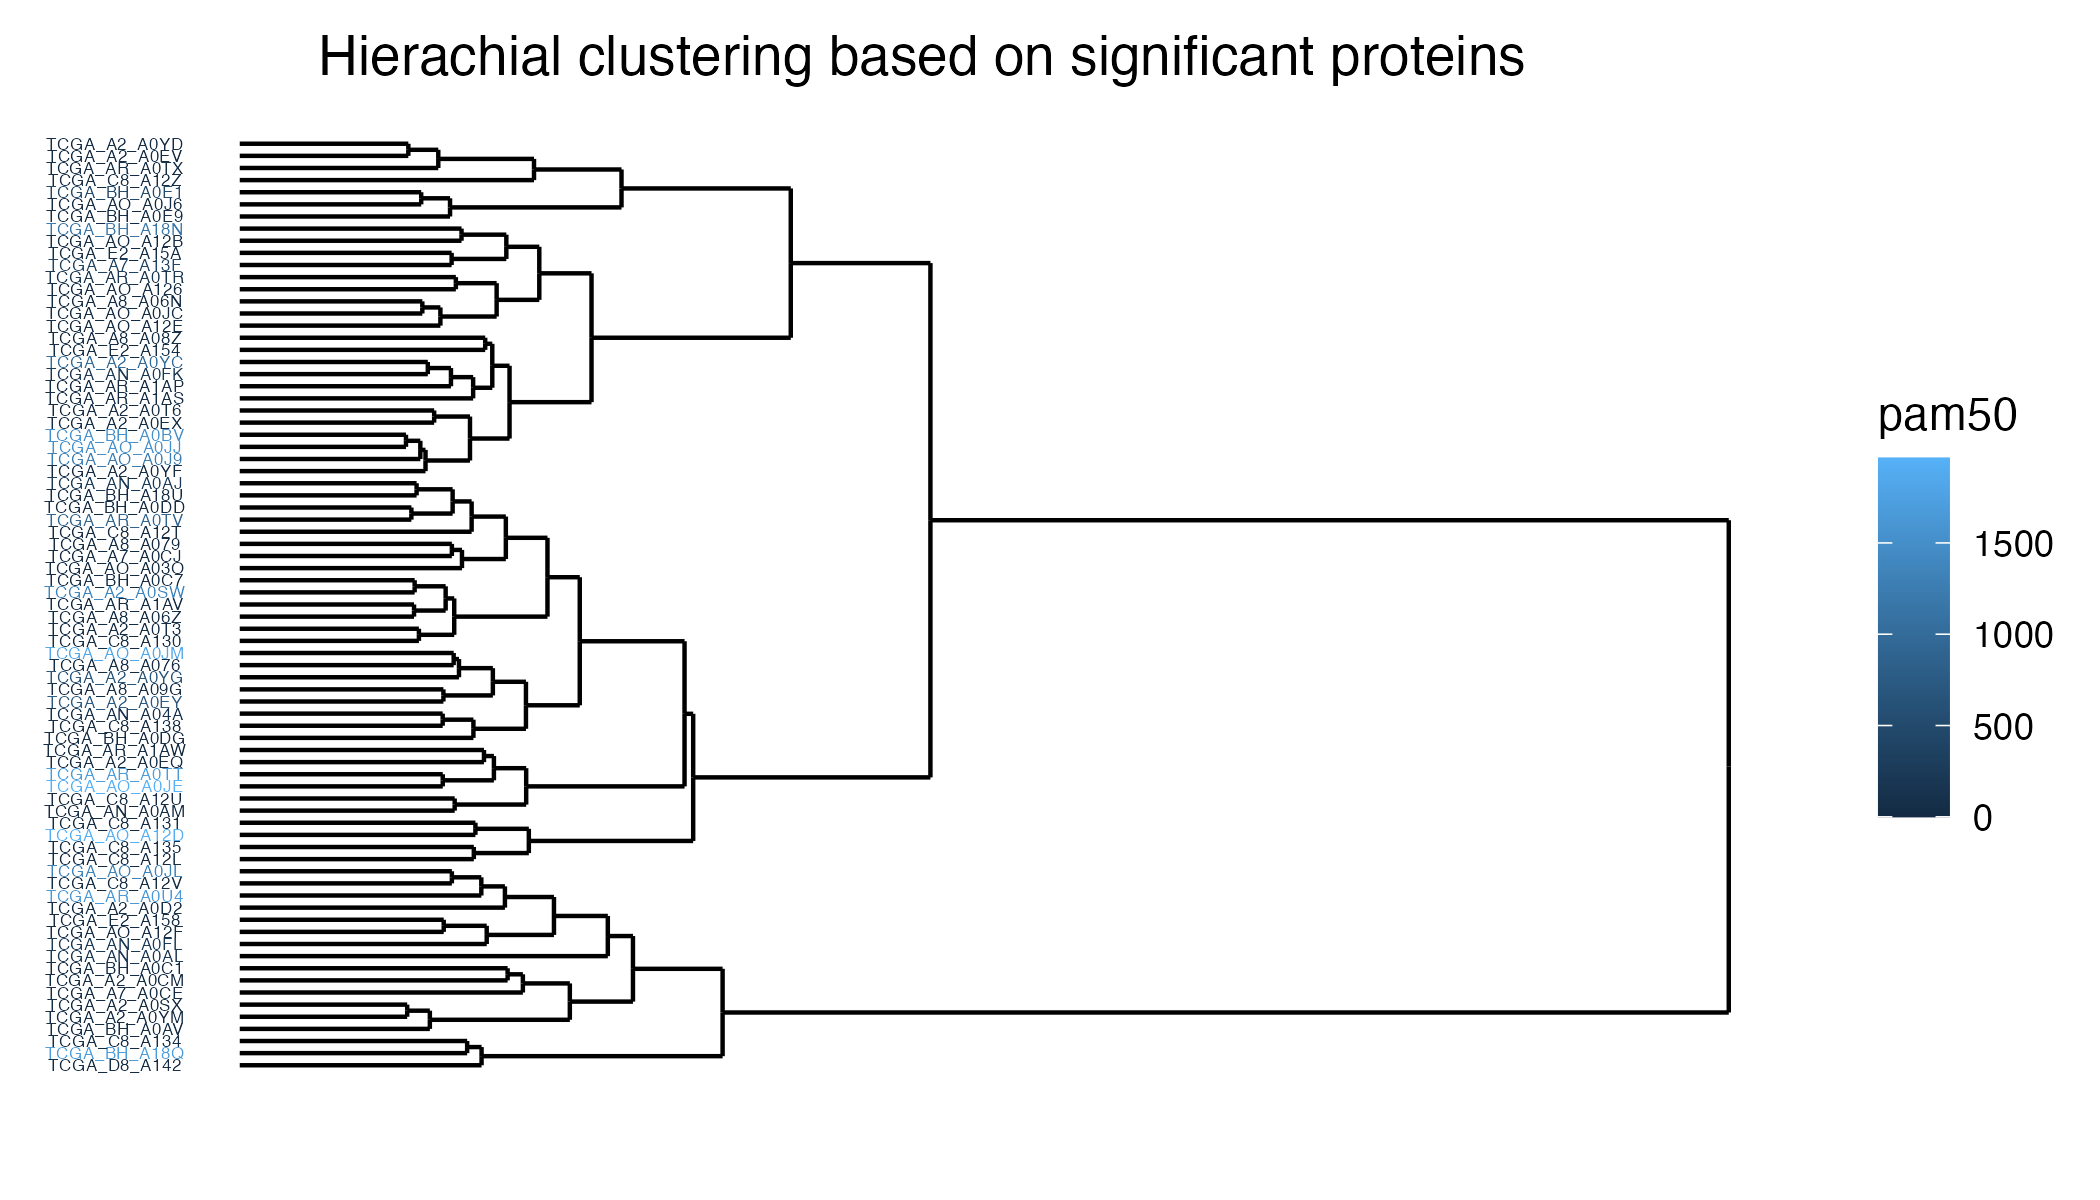 Hierachial clustering based on significant proteins
TCGA_A2_A0YD
TCGA_A2_A0EV
TCGA_AR_A0TX
TCGA_C8_A12Z
TCGA_BH_A0E1
TCGA_AO_A0J6
TCGA_BH_A0E9
TCGA_BH_A18N
TCGA_AO_A12B
TCGA_E2_A15A
TCGA_A7_A13F
TCGA_AR_A0TR
TCGA_AO_A126
TCGA_A8_A06N
TCGA_AO_A0JC
TCGA_AO_A12E
TCGA_A8_A08Z
TCGA_E2_A154
TCGA_A2_A0YC
TCGA_AN_A0FK
TCGA_AR_A1AP
TCGA_AR_A1AS
TCGA_A2_A0T6
TCGA_A2_A0EX
TCGA_BH_A0BV
TCGA_AO_A0JJ
TCGA_AO_A0J9
TCGA_A2_A0YF
TCGA_AN_A0AJ
TCGA_BH_A18U
TCGA_BH_A0DD
TCGA_AR_A0TV
TCGA_C8_A12T
TCGA_A8_A079
TCGA_A7_A0CJ
TCGA_AO_A03O
TCGA_BH_A0C7
TCGA_A2_A0SW
TCGA_AR_A1AV
TCGA_A8_A06Z
TCGA_A2_A0T3
TCGA_C8_A130
TCGA_AO_A0JM
TCGA_A8_A076
TCGA_A2_A0YG
TCGA_A8_A09G
TCGA_A2_A0EY
TCGA_AN_A04A
TCGA_C8_A138
TCGA_BH_A0DG
TCGA_AR_A1AW
TCGA_A2_A0EQ
TCGA_AR_A0TT
TCGA_AO_A0JE
TCGA_C8_A12U
TCGA_AN_A0AM
TCGA_C8_A131
TCGA_AO_A12D
TCGA_C8_A135
TCGA_C8_A12L
TCGA_AO_A0JL
TCGA_C8_A12V
TCGA_AR_A0U4
TCGA_A2_A0D2
TCGA_E2_A158
TCGA_AO_A12F
TCGA_AN_A0FL
TCGA_AN_A0AL
TCGA_BH_A0C1
TCGA_A2_A0CM
TCGA_A7_A0CE
TCGA_A2_A0SX
TCGA_A2_A0YM
TCGA_BH_A0AV
TCGA_C8_A134
TCGA_BH_A18Q
TCGA_D8_A142
pam50
1500
1000
500
0